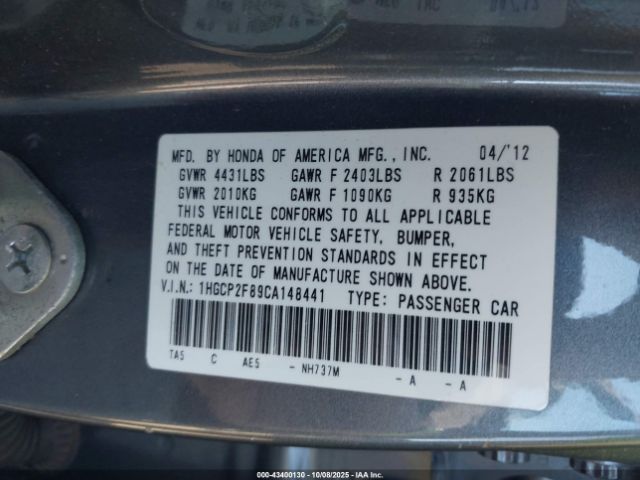 MFD. BY HONDA OF AMERICA MFG., INC. 04/'12
GVWR 4431LBS GAWR F 2403LBS R 2061LBS
GVWR 2010KG GAWR F 1090KG R 935KG
THIS VEHICLE CONFORMS TO ALL APPLICABLE
FEDERAL MOTOR VEHICLE SAFETY, BUMPER,
AND THEFT PREVENTION STANDARDS IN EFFECT
ON THE DATE OF MANUFACTURE SHOWN ABOVE.
V.I.N.: 1HGCP2F89CA148441 TYPE: PASSENGER CAR
TA5 C AE5 - NH737M - A - A
000-43400130 - 10/08/2025 - IAAI.com